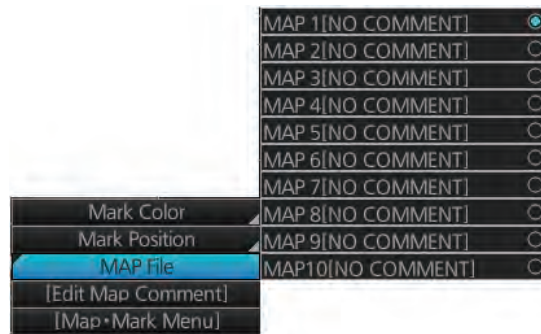 MAP 1[NO COMMENT]
MAP 2[NO COMMENT]
MAP 3[NO COMMENT]
MAP 4[NO COMMENT]
MAP 5[NO COMMENT]
MAP 6[NO COMMENT]
MAP 7[NO COMMENT]
MAP 8[NO COMMENT]
MAP 9[NO COMMENT]
MAP10[NO COMMENT]
Mark Color
Mark Position
MAP File
[Edit Map Comment]
[Map・Mark Menu]